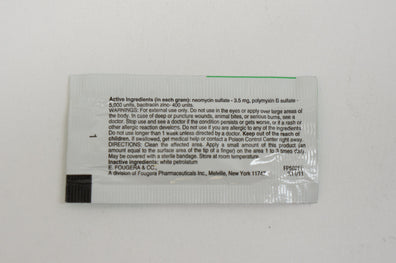 Active Ingredients (in each gram): neomycin sulfate - 3.5 mg, polymyxin B sulfate -
5,000 units, bacitracin zinc- 400 units
WARNINGS: For external use only. Do not use in the eyes or apply over large areas of
the body. In case of deep or puncture wounds, animal bites, or serious burns, see a
doctor. Stop use and see a doctor if the condition persists or gets worse, or if a rash or
other allergic reaction develops. Do not use if you are allergic to any of the ingredients.
Do not use longer than 1 week unless directed by a doctor. Keep out of the reach of
children. If swallowed, get medical help or contact a Poison Control Center right away.
DIRECTIONS: Clean the affected area. Apply a small amount of this product (an
amount equal to the surface area of the tip of a finger) on the area 1 to 3 times daily.
May be covered with a sterile bandage. Store at room temperature
Inactive ingredients: white petrolatum
E. FOUGERA & CO.,
A division of Fougera Pharmaceuticals Inc., Melville, New York
1